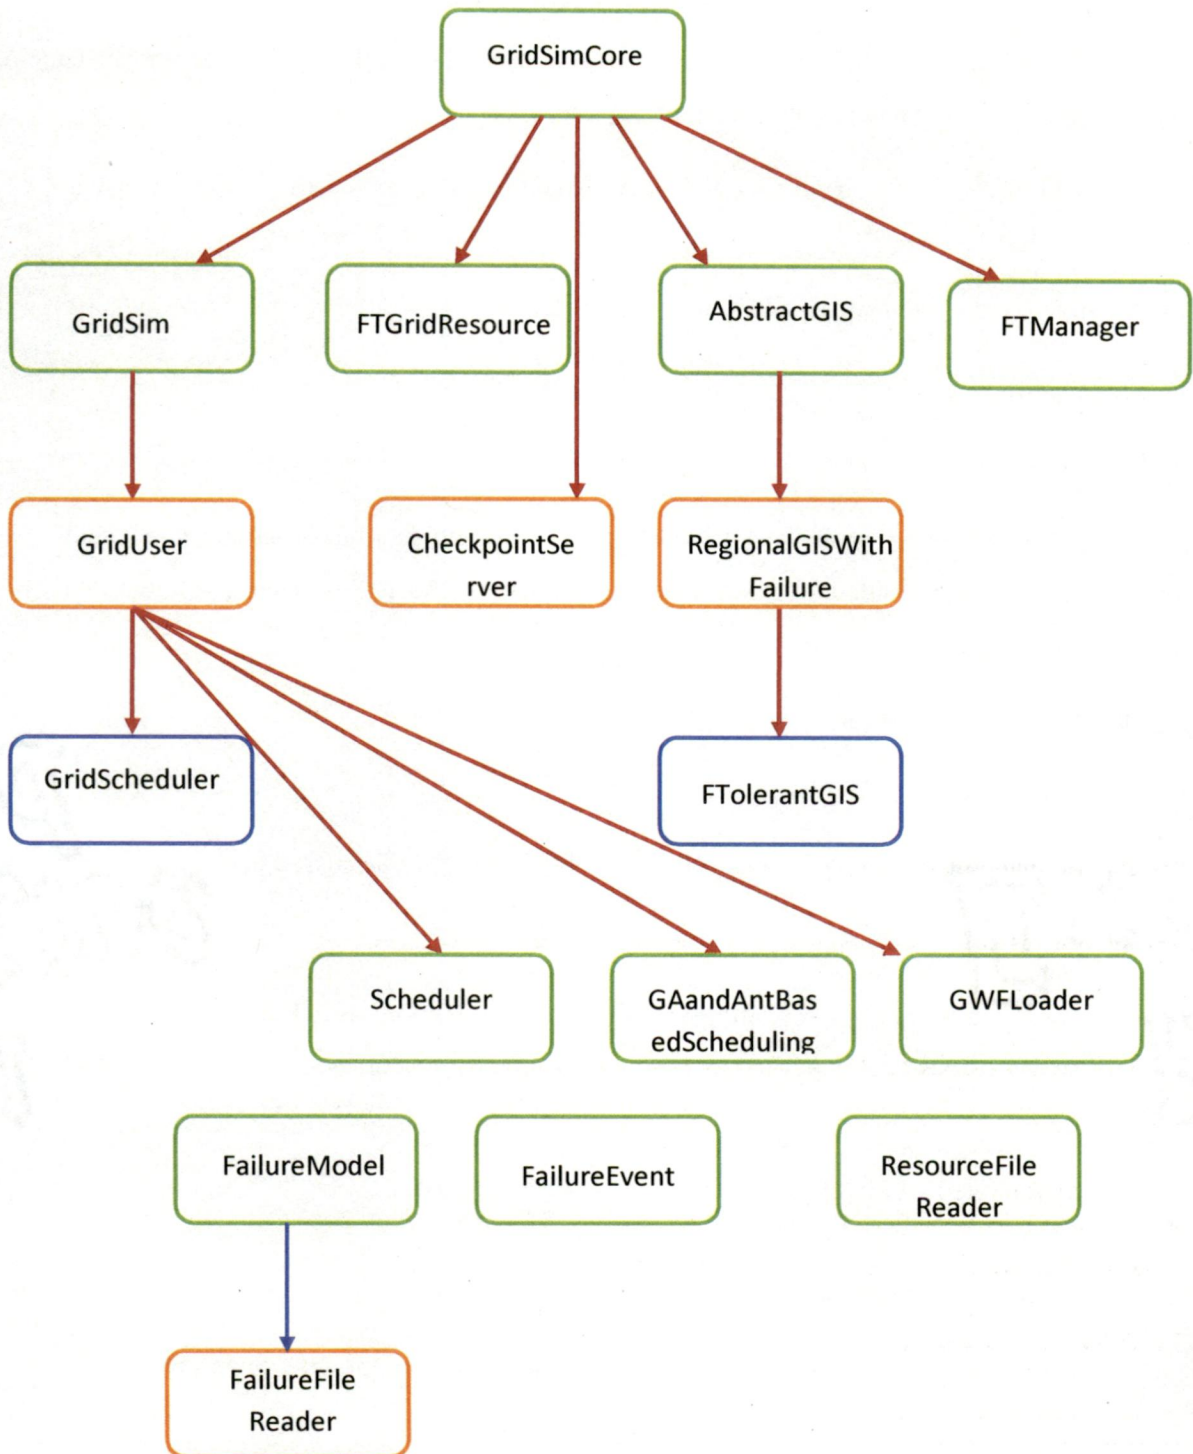 GridSimCore
GridSim
FTGridResource
AbstractGIS
FTManager
GridUser
CheckpointSe
rver
RegionalGISWith
Failure
GridScheduler
FTolerantGIS
Scheduler
GAandAntBas
edScheduling
GWFLoader
FailureModel
FailureEvent
ResourceFile
Reader
FailureFile
Reader